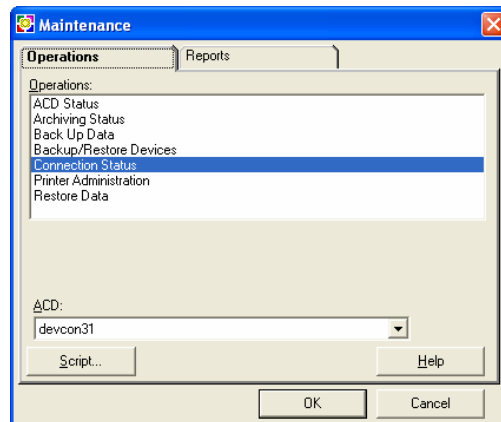 Maintenance
Operations
Reports
Operations:
ACD Status
Archiving Status
Back Up Data
Backup/Restore Devices
Connection Status
Printer Administration
Restore Data
ACD:
devcon31
Script...
Help
OK
Cancel